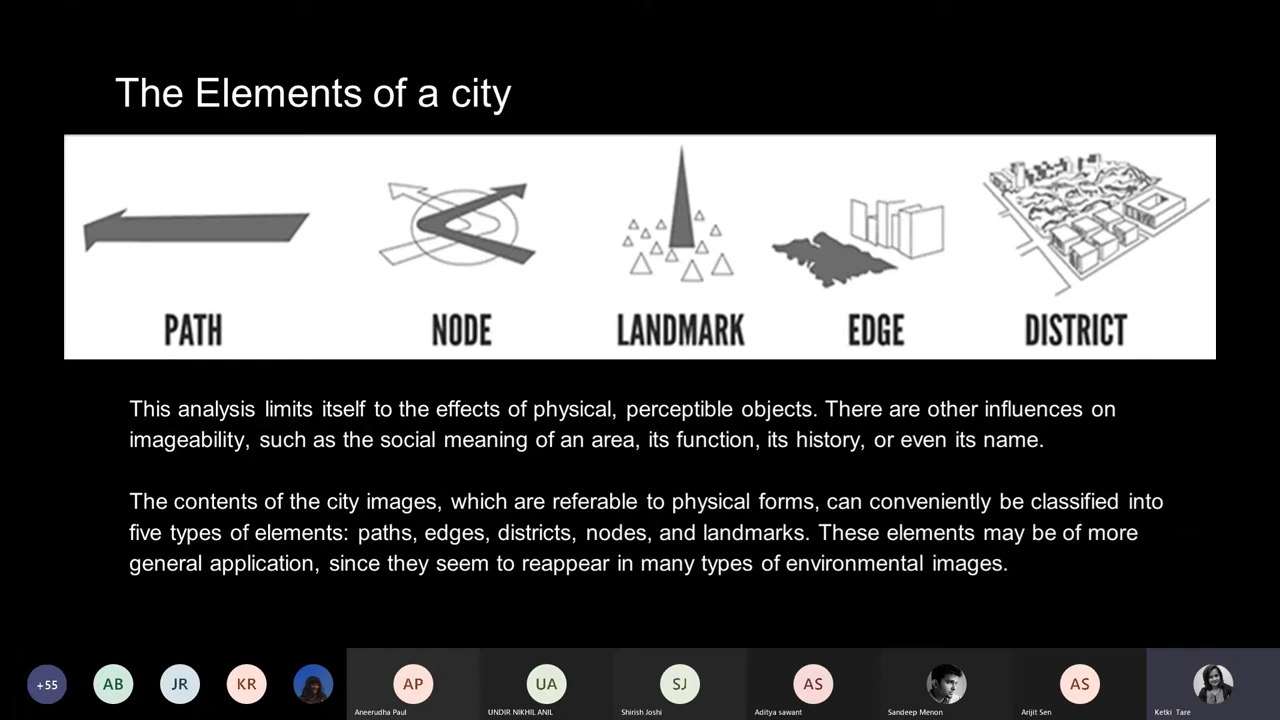 The Elements of a city
PATH
NODE
LANDMARK
EDGE
DISTRICT
This analysis limits itself to the effects of physical, perceptible objects. There are other influences on
imageability, such as the social meaning of an area, its function, its history, or even its name.
The contents of the city images, which are referable to physical forms, can conveniently be classified into
five types of elements: paths, edges, districts, nodes, and landmarks. These elements may be of more
general application, since they seem to reappear in many types of environmental images.
+55
AB
JR
KR
AP
UA
SJ
AS
AS
Aneerudha Paul
UNDIR NIKHIL ANIL
Shirish Joshi
Aditya sawant
Sandeep Menon
Arijit Sen
Ketki Tare